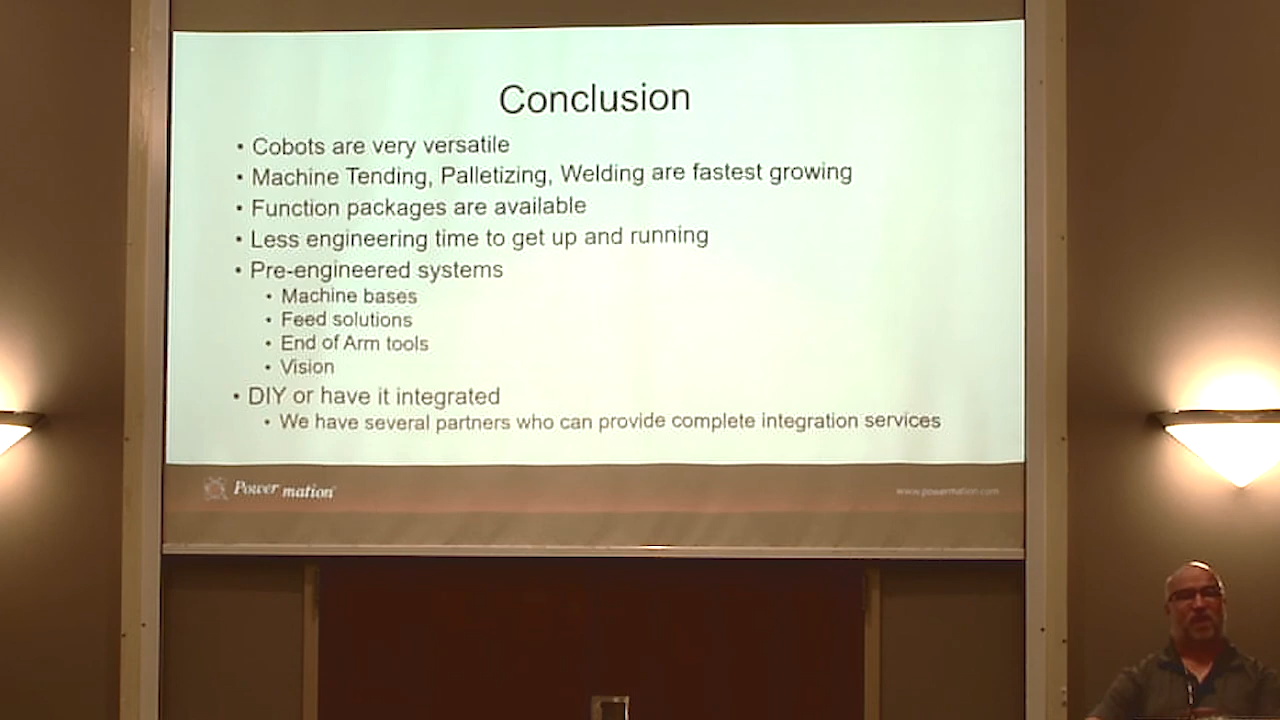 Conclusion
• Cobots are very versatile
• Machine Tending, Palletizing, Welding are fastest growing
• Function packages are available
• Less engineering time to get up and running
• Pre-engineered systems
• Machine bases
• Feed solutions
• End of Arm tools
• Vision
• DIY or have it integrated
• We have several partners who can provide complete integration services
Power mation
www.powermation.com